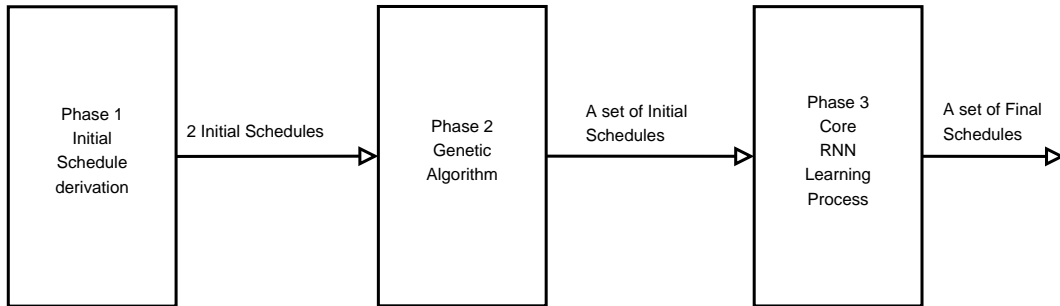 Phase 1
Initial
Schedule
derivation
2 Initial Schedules
Phase 2
Genetic
Algorithm
A set of Initial
Schedules
Phase 3
Core
RNN
Learning
Process
A set of Final
Schedules